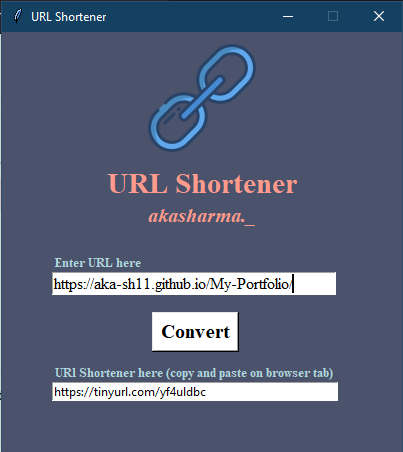 URL Shortener
URL Shortener
akasharma._
Enter URL here
https://aka-sh11.github.io/My-Portfolio/
Convert
URl Shortener here (copy and paste on browser tab)
https://tinyurl.com/yf4uldbc